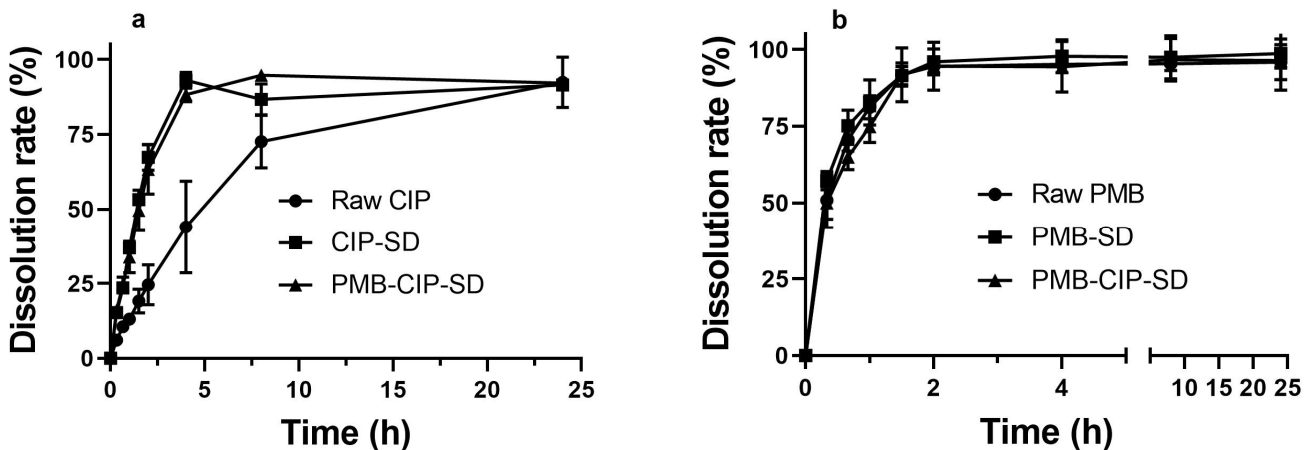 a
Dissolution rate (%)
100
75
50
25
0
Raw CIP
CIP-SD
PMB-CIP-SD
0 5 10 15 20 25
Time (h)
b
Dissolution rate (%)
100
75
50
25
0
Raw PMB
PMB-SD
PMB-CIP-SD
0 2 4 10 15 20 25
Time (h)